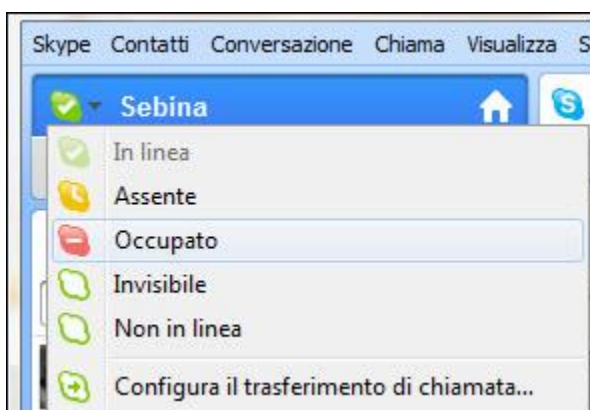 Skype Contatti Conversazione Chiama Visualizza S
Sebina
In linea
Assente
Occupato
Invisibile
Non in linea
Configura il trasferimento di chiamata...